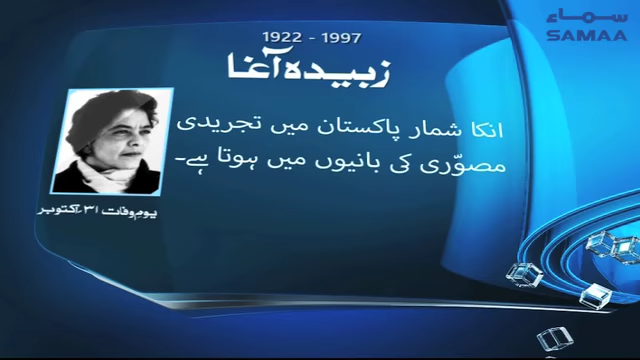 سماء
SAMAA
1922 - 1997
زبیدہ آغا
انکا شمار پاکستان میں تجریدی
مصوّری کی بانیوں میں ہوتا ہے۔
یوم وفات ۳۱ اکتوبر